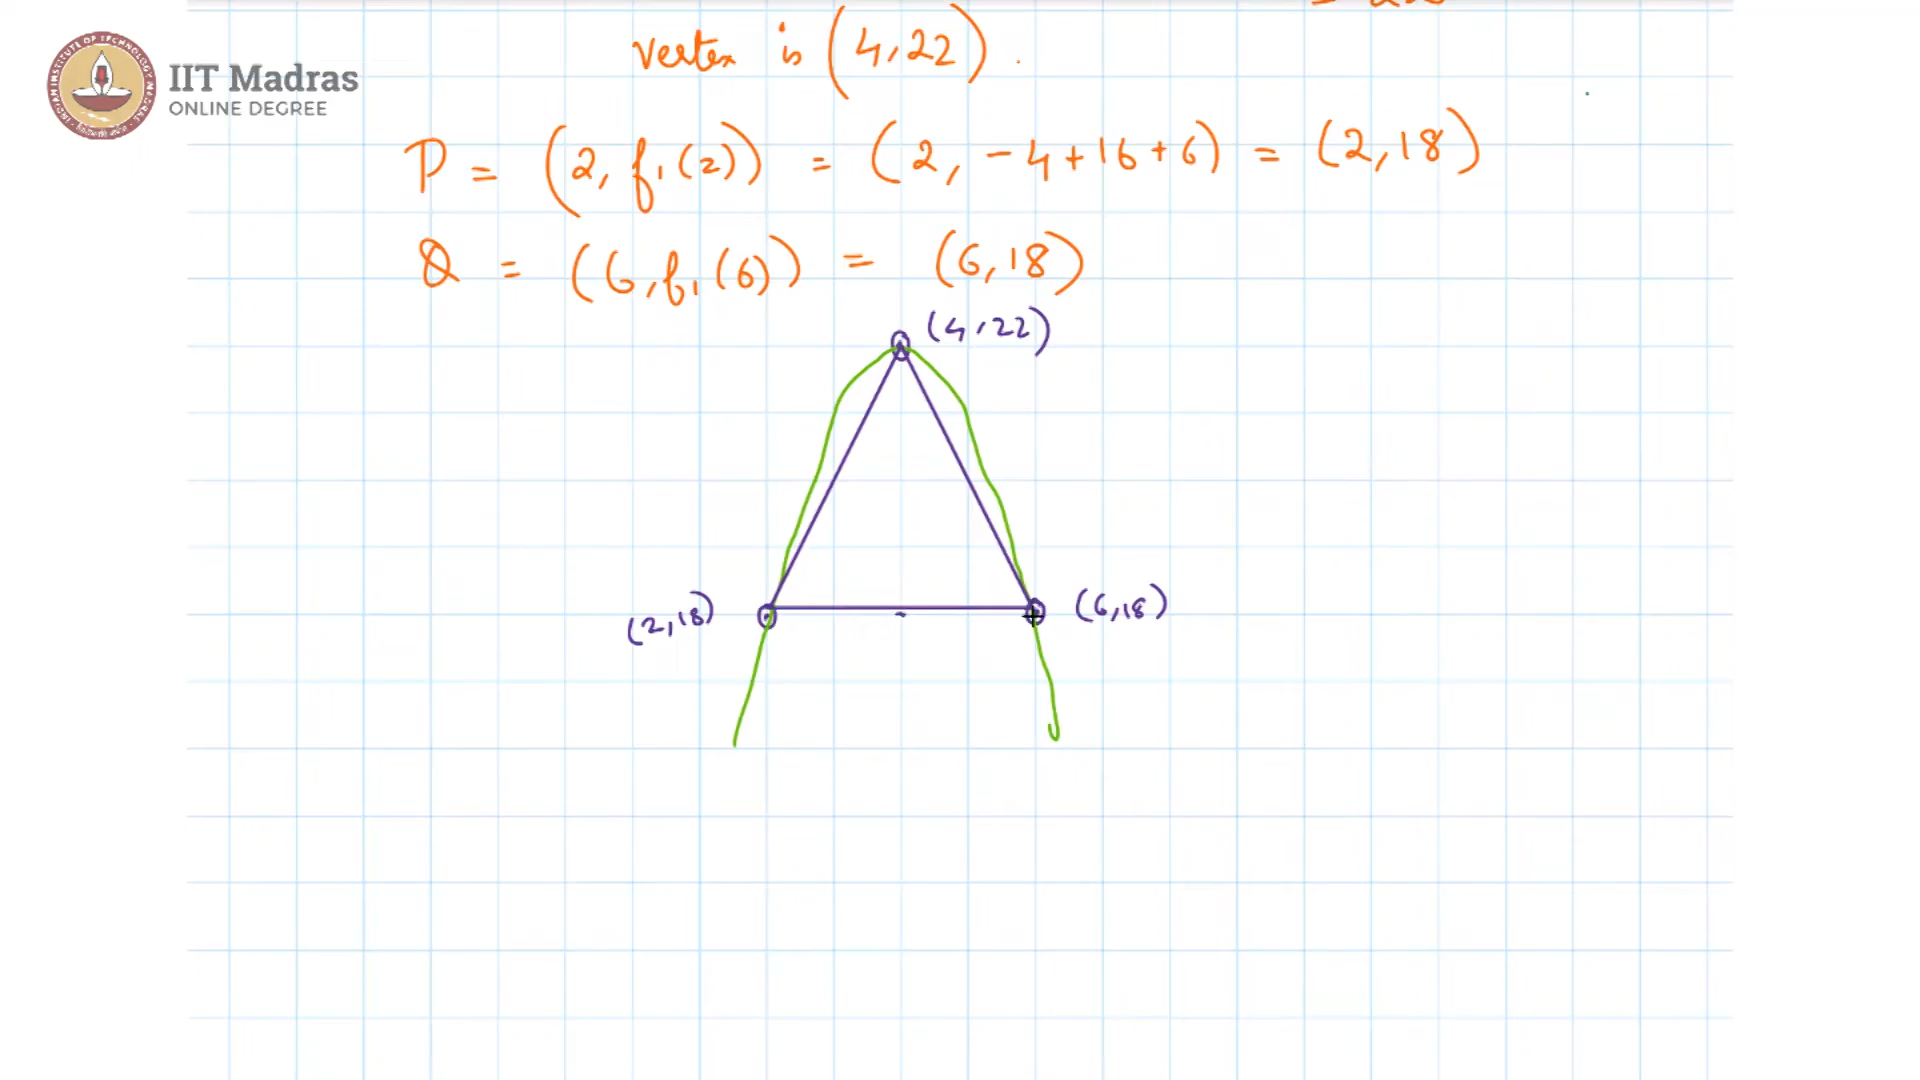 IIT Madras
ONLINE DEGREE
vertex is (4,22).
P = (2, f₁(2)) = (2, -4+16+6) = (2,18)
Q = (6, f₁(6)) = (6,18)
(4,22)
(2,18)
(6,18)